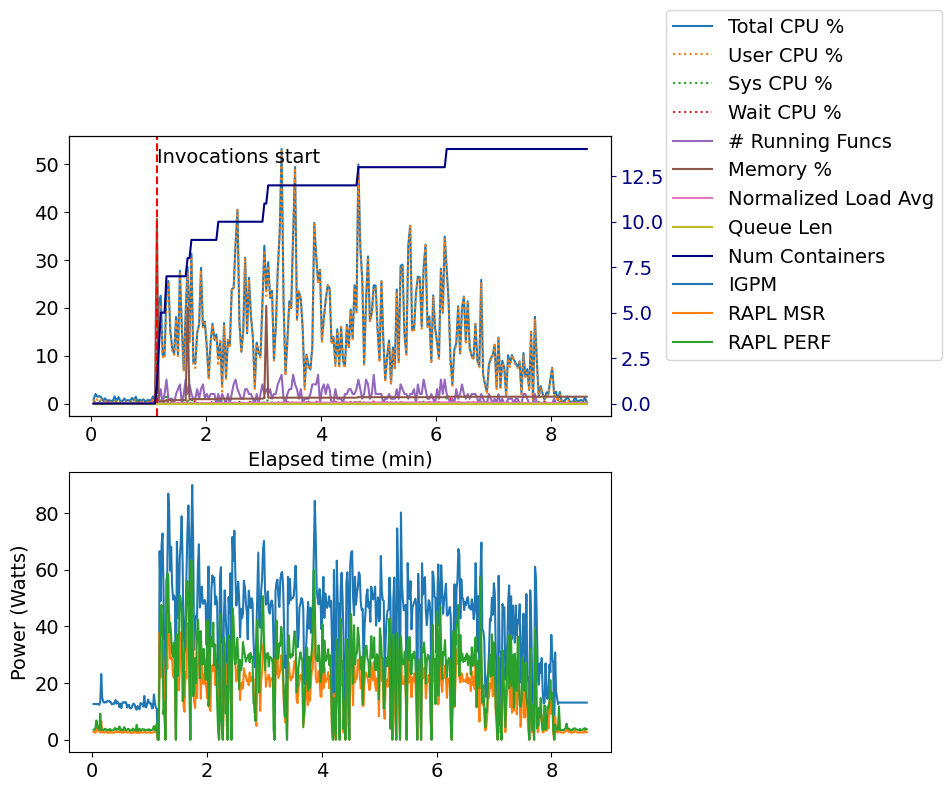 Total CPU %
User CPU %
Sys CPU %
Wait CPU %
# Running Funcs
Memory %
Normalized Load Avg
Queue Len
Num Containers
IGPM
RAPL MSR
RAPL PERF
Invocations start
50
40
30
20
10
0
12.5
10.0
7.5
5.0
2.5
0.0
0 2 4 6 8
Elapsed time (min)
Power (Watts)
80
60
40
20
0
0 2 4 6 8